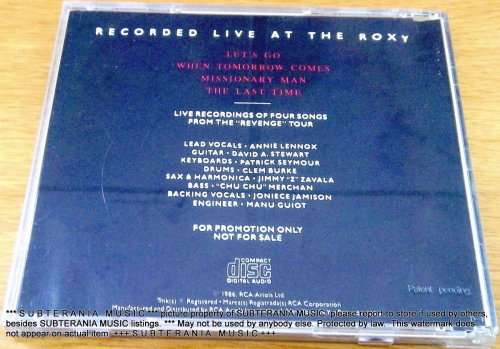 RECORDED LIVE AT THE ROXY
LET'S GO
WHEN TOMORROW COMES
MISSIONARY MAN
THE LAST TIME
LIVE RECORDINGS OF FOUR SONGS
FROM THE "REVENGE" TOUR
LEAD VOCALS • ANNIE LENNOX
GUITAR • DAVID A. STEWART
KEYBOARDS • PATRICK SEYMOUR
DRUMS • CLEM BURKE
SAX & HARMONICA • JIMMY "Z" ZAVALA
BASS • "CHU CHU" MERCHAN
BACKING VOCALS • JONIECE JAMISON
ENGINEER • MANU GUIOT
FOR PROMOTION ONLY
NOT FOR SALE
COMPACT
disc
DIGITAL AUDIO
1986, RCA-Ariola Ltd
Tmk(s) ® Registered • Marca(s) Registrada(s) RCA Corporation
Patent pending
Manufactured and Distributed
*** S U B T E R A N I A M U S I C *** picture property of SUBTERANIA MUSIC, please report to store if used by others,
besides SUBTERANIA MUSIC listings. *** May not be used by anybody else. Protected by law. This watermark does
not appear on actual item. +++ S U B T E R A N I A M U S I C +++